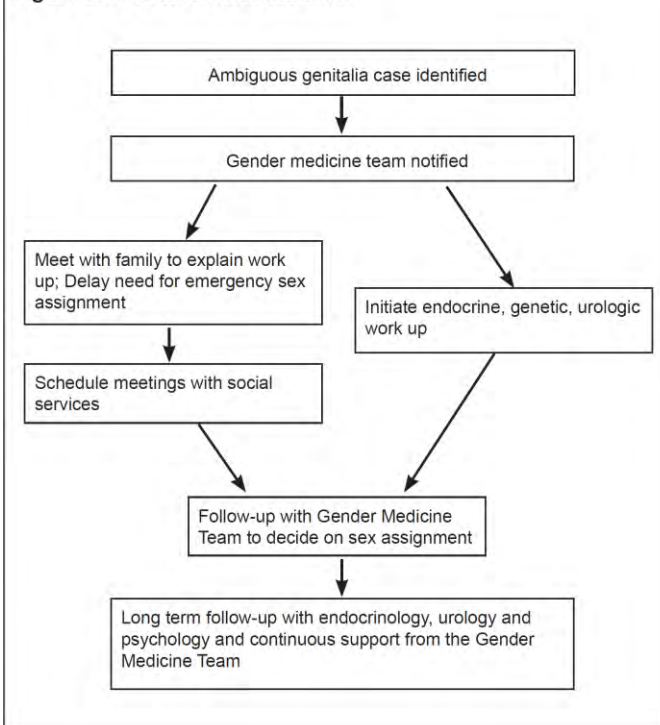 Ambiguous genitalia case identified
Gender medicine team notified
Meet with family to explain work
up; Delay need for emergency sex
assignment
Initiate endocrine, genetic, urologic
work up
Schedule meetings with social
services
Follow-up with Gender Medicine
Team to decide on sex assignment
Long term follow-up with endocrinology, urology and
psychology and continuous support from the Gender
Medicine Team